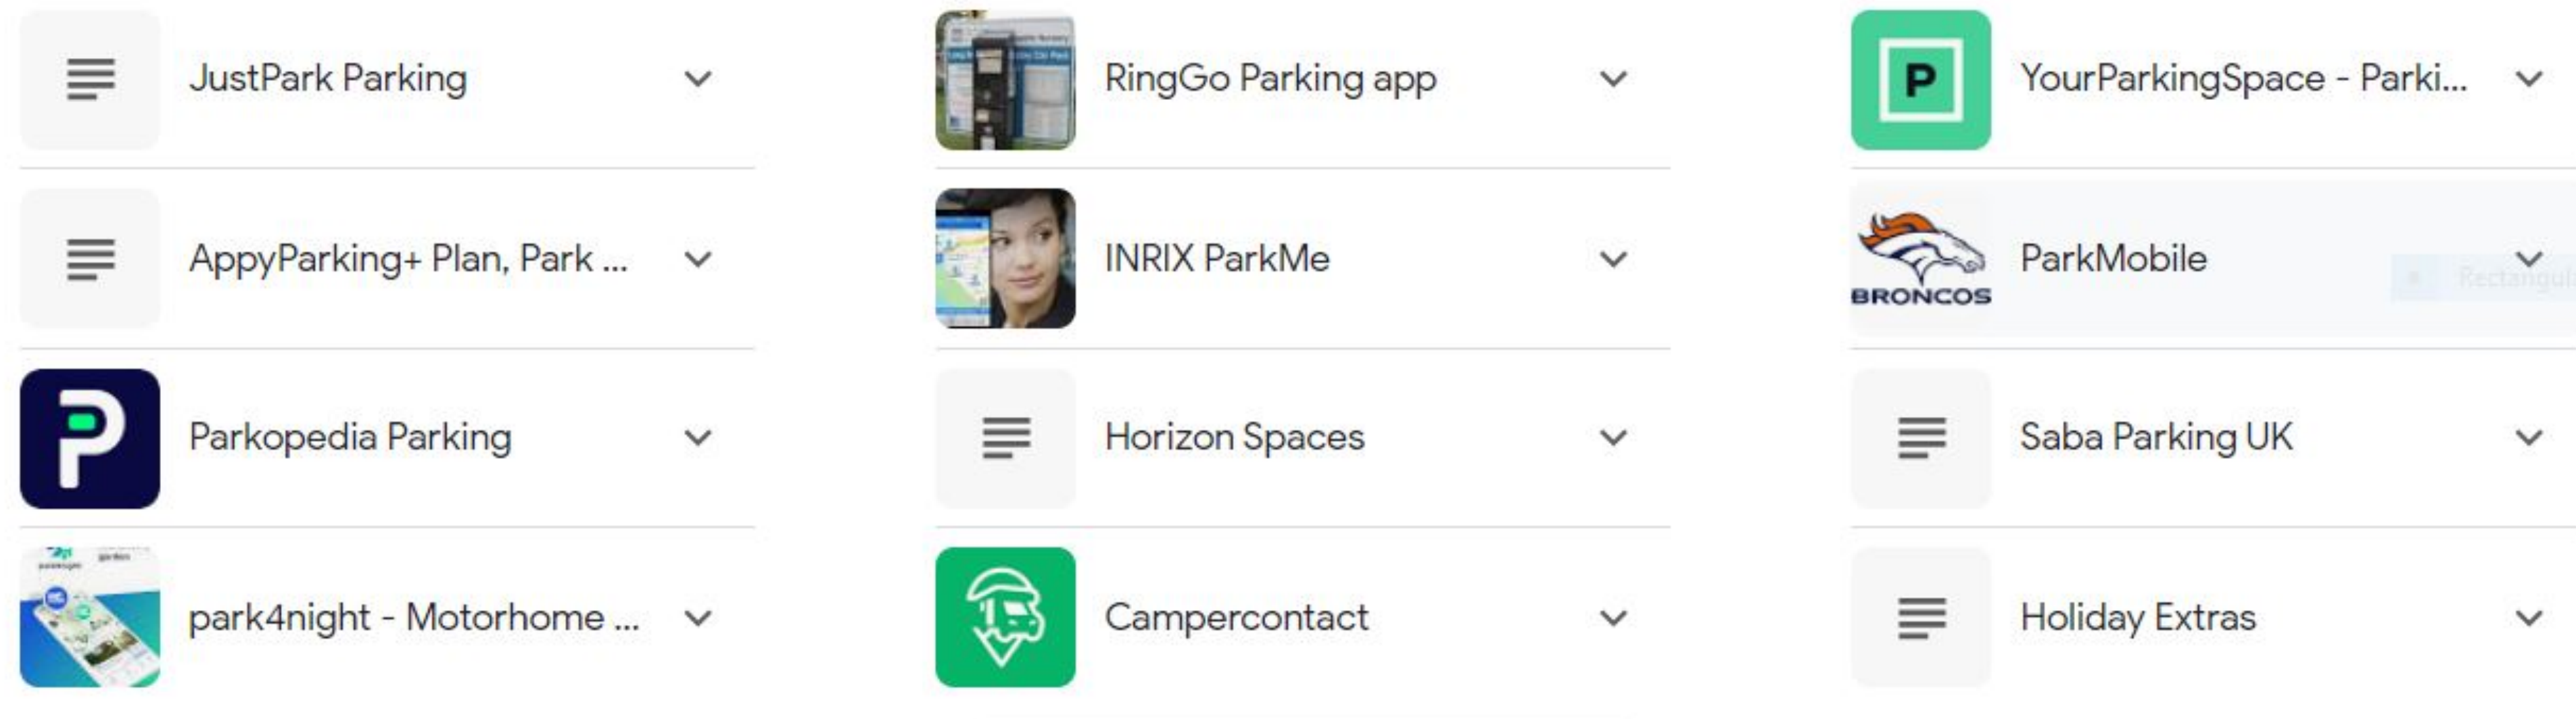 JustPark Parking
RingGo Parking app
P
YourParkingSpace - Parki...
AppyParking+ Plan, Park ...
INRIX ParkMe
BRONCOS
ParkMobile
P
Parkopedia Parking
Horizon Spaces
Saba Parking UK
park4night - Motorhome ...
Campercontact
Holiday Extras